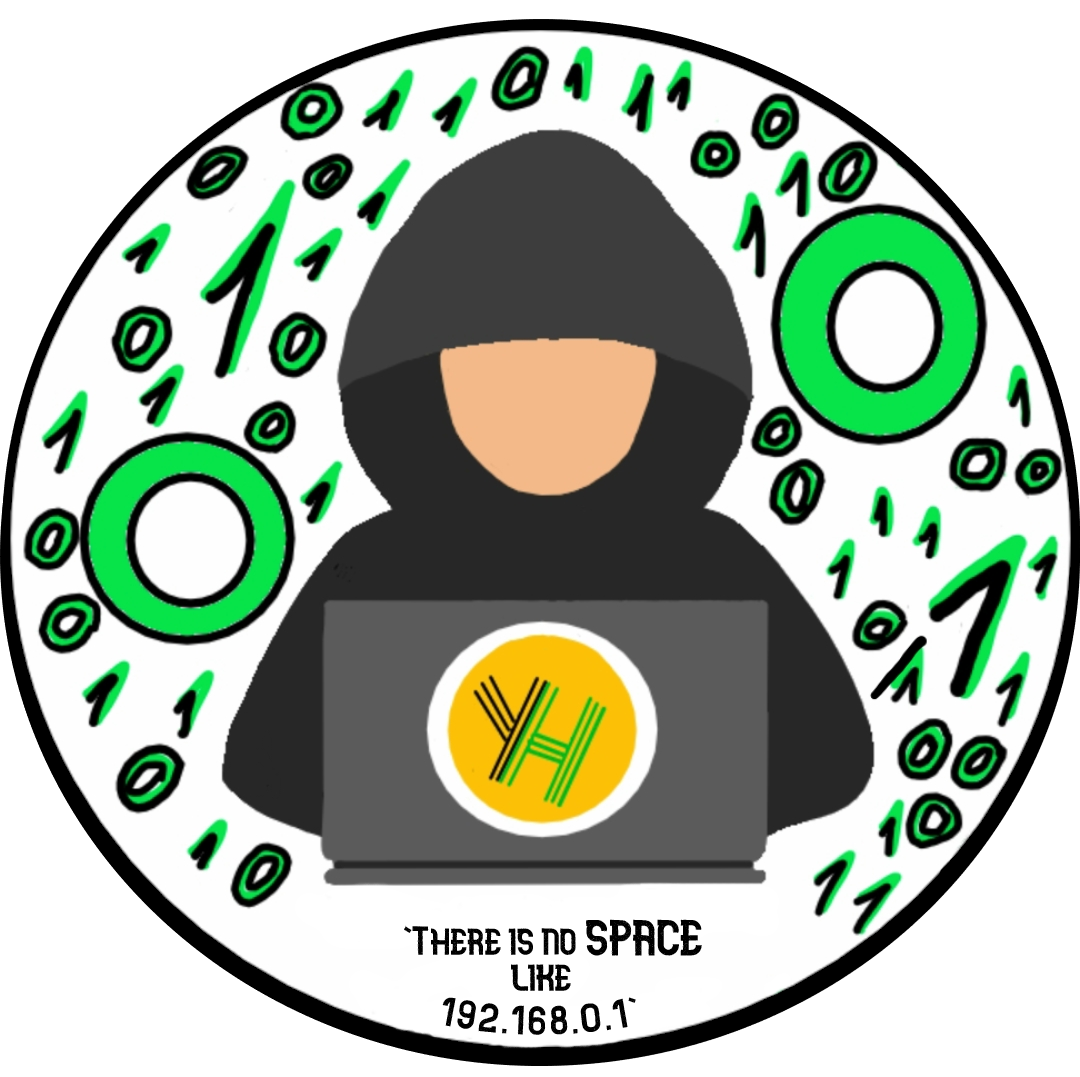 YH
`THERE IS NO SPACE
LIKE
192.168.0.1`